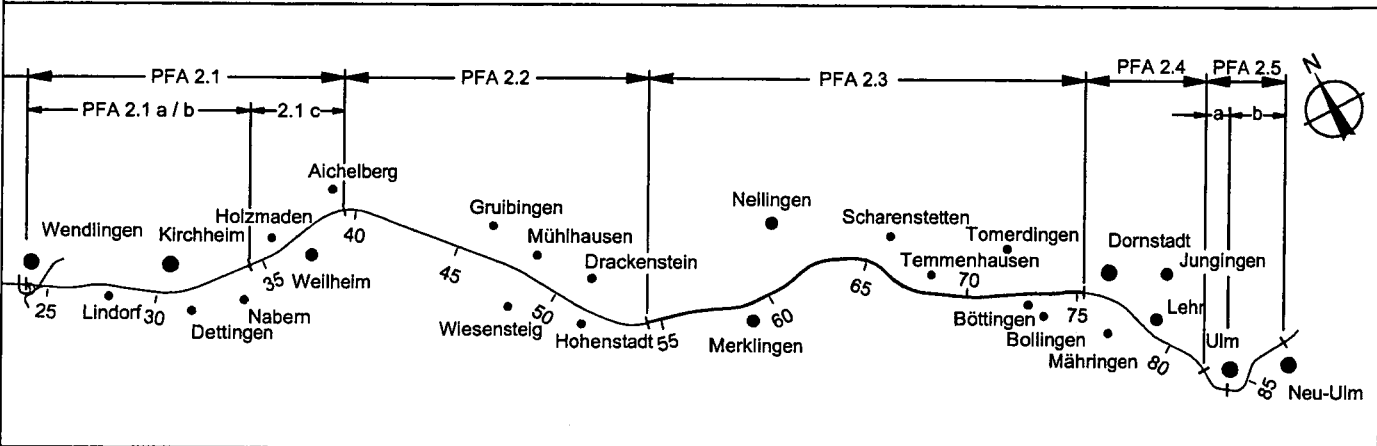 N
PFA 2.1
PFA 2.2
PFA 2.3
PFA 2.4
PFA 2.5
PFA 2.1 a / b
2.1 c
a
b
Aichelberg
Wendlingen
Kirchheim
Holzmaden
Weilheim
Gruibingen
Mühlhausen
Drackenstein
Nellingen
Scharenstetten
Temmenhausen
Tomerdingen
Dornstadt
Jungingen
25
Lindorf
30
Dettingen
Nabern
35
40
45
Wiesensteig
50
Hohenstadt
55
Merklingen
60
65
70
Böttingen
Bollingen
75
Mähringen
Lehr
80
Ulm
85
Neu-Ulm